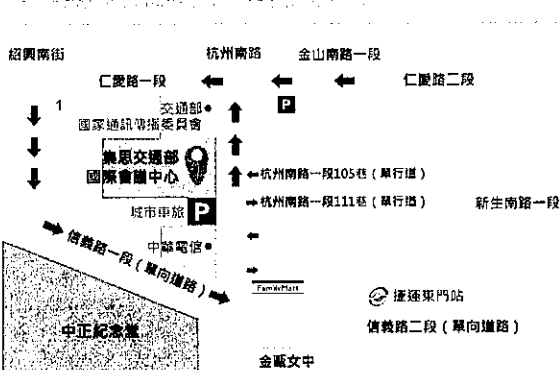 紹興南街
杭州南路
金山南路一段
仁愛路一段
仁愛路二段
1
交通部
P
國家通訊傳播委員會
集思交通部
國際會議中心
杭州南路一段105巷（單行道）
杭州南路一段111巷（單行道）
新生南路一段
城市車旅 P
信義路一段（單向道路）
中華電信
FamilyMart
捷運東門站
中正紀念堂
信義路二段（單向道路）
金甌女中